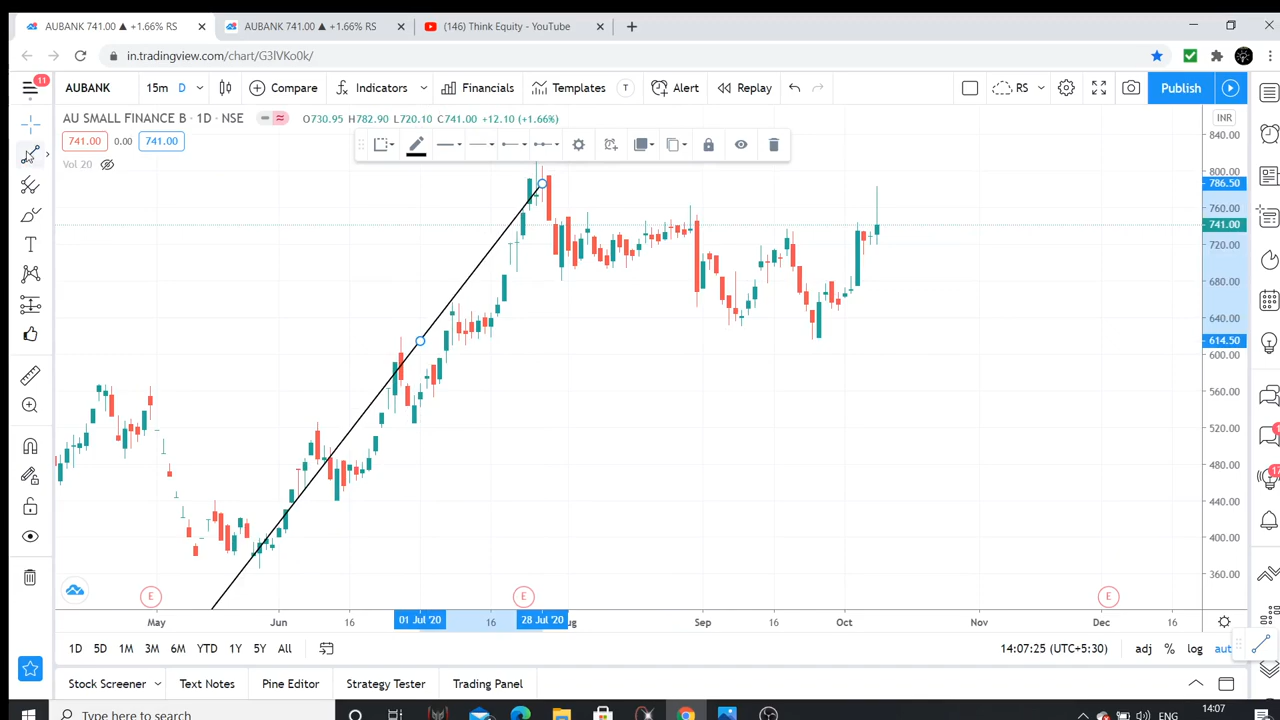 AUBANK 741.00 ▲ +1.66% RS
AUBANK 741.00 ▲ +1.66% RS
(146) Think Equity - YouTube
in.tradingview.com/chart/G3lVKo0k/
11
AUBANK
15m
D
Compare
Indicators
Financials
Templates
T
Alert
Replay
RS
Publish
AU SMALL FINANCE B · 1D · NSE
O730.95 H782.90 L720.10 C741.00 +12.10 (+1.66%)
INR
741.00 0.00 741.00
Vol 20
840.00
800.00
786.50
760.00
741.00
720.00
680.00
640.00
614.50
600.00
560.00
520.00
480.00
440.00
400.00
360.00
E
E
E
May
Jun
16
01 Jul '20
16
28 Jul '20
ug
Sep
16
Oct
Nov
Dec
16
1D 5D 1M 3M 6M YTD 1Y 5Y All
14:07:25 (UTC+5:30)
adj % log aut
Stock Screener
Text Notes
Pine Editor
Strategy Tester
Trading Panel
Type here to search
ENG
14:07